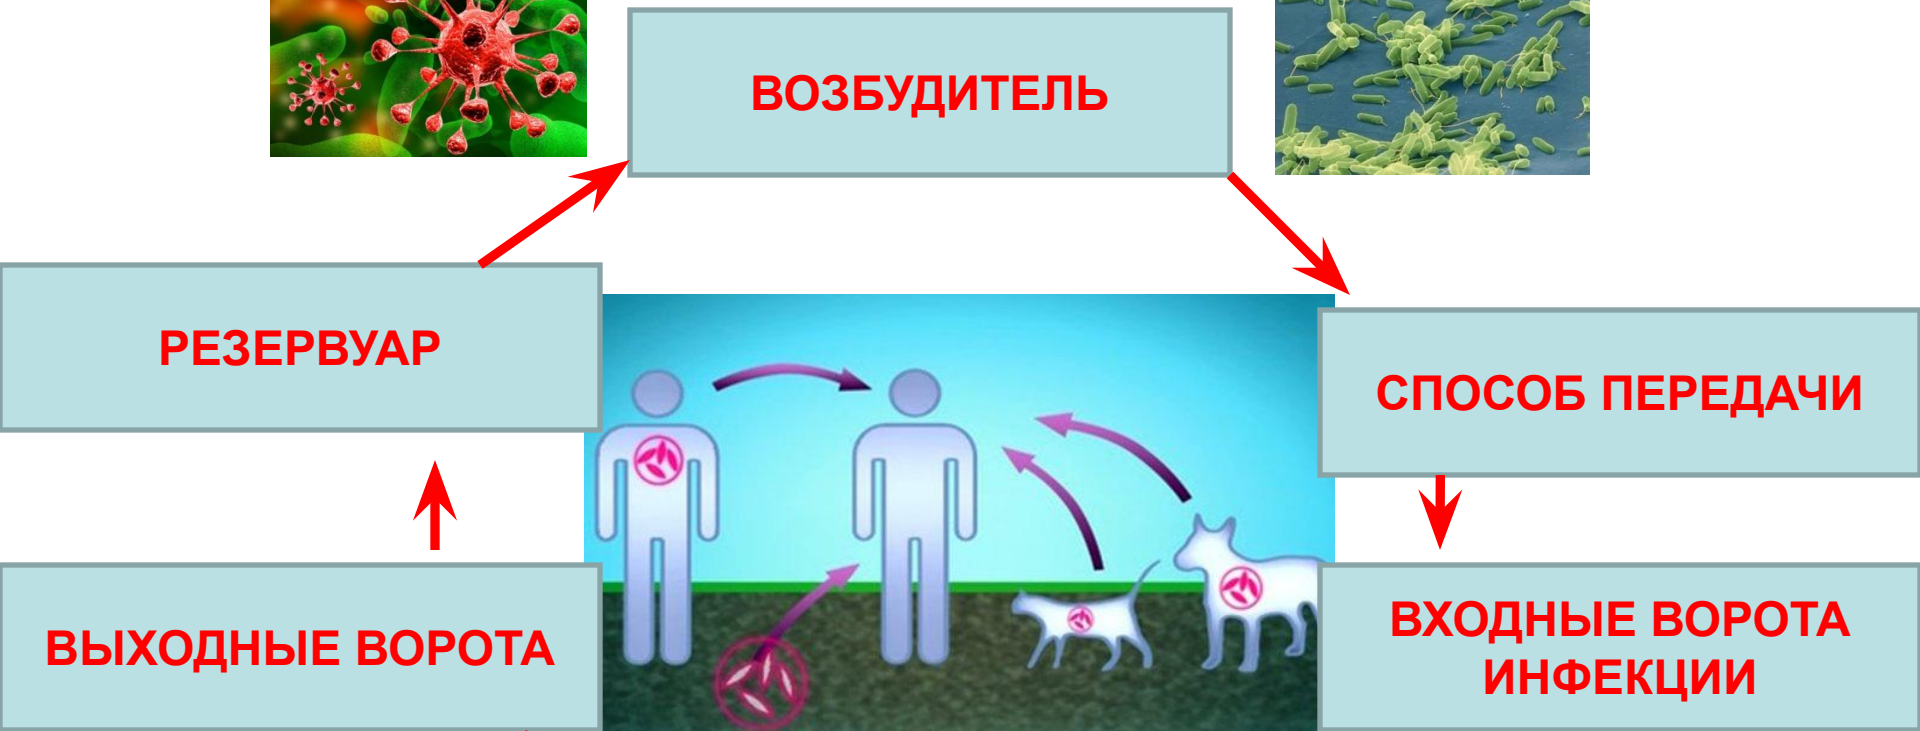 ВОЗБУДИТЕЛЬ
РЕЗЕРВУАР
СПОСОБ ПЕРЕДАЧИ
ВЫХОДНЫЕ ВОРОТА
ВХОДНЫЕ ВОРОТА
ИНФЕКЦИИ